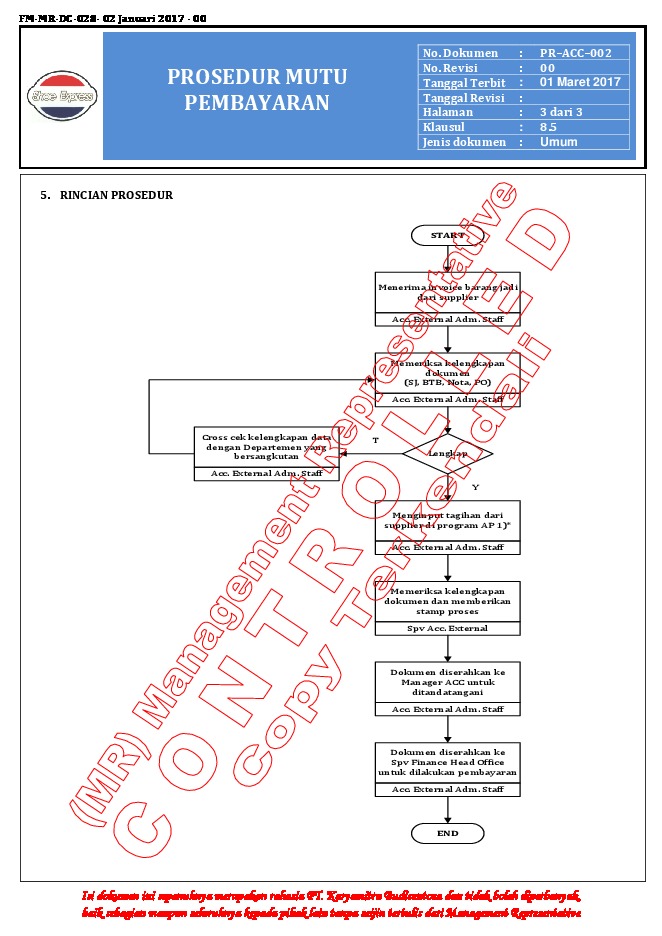 FM-MR-DC-028- 02 Januari 2017 - 00
Shoe Express
PROSEDUR MUTU
PEMBAYARAN
No. Dokumen : PR–ACC–002
No. Revisi : 00
Tanggal Terbit : 01 Maret 2017
Tanggal Revisi :
Halaman : 3 dari 3
Klausul : 8.5
Jenis dokumen : Umum
5. RINCIAN PROSEDUR
START
Menerima invoice barang jadi
dari supplier
Acc. External Adm. Staff
Memeriksa kelengkapan
dokumen
(SJ, BTB, Nota, PO)
Acc. External Adm. Staff
Cross cek kelengkapan data
dengan Departemen yang
bersangkutan
Acc. External Adm. Staff
T
Lengkap
Y
Menginput tagihan dari
supplier di program AP 1)*
Acc. External Adm. Staff
Memeriksa kelengkapan
dokumen dan memberikan
stamp proses
Spv Acc. External
Dokumen diserahkan ke
Manager ACC untuk
ditandatangani
Acc. External Adm. Staff
Dokumen diserahkan ke
Spv Finance Head Office
untuk dilakukan pembayaran
Acc. External Adm. Staff
END
(MR) Management Representative
CONTROLLED
Copy Terkendali
Isi dokumen ini sepenuhnya merupakan rahasia PT. Karyamitra Budisentosa dan tidak boleh diperbanyak,
baik sebagian maupun seluruhnya kepada pihak lain tanpa seijin tertulis dari Management Representative